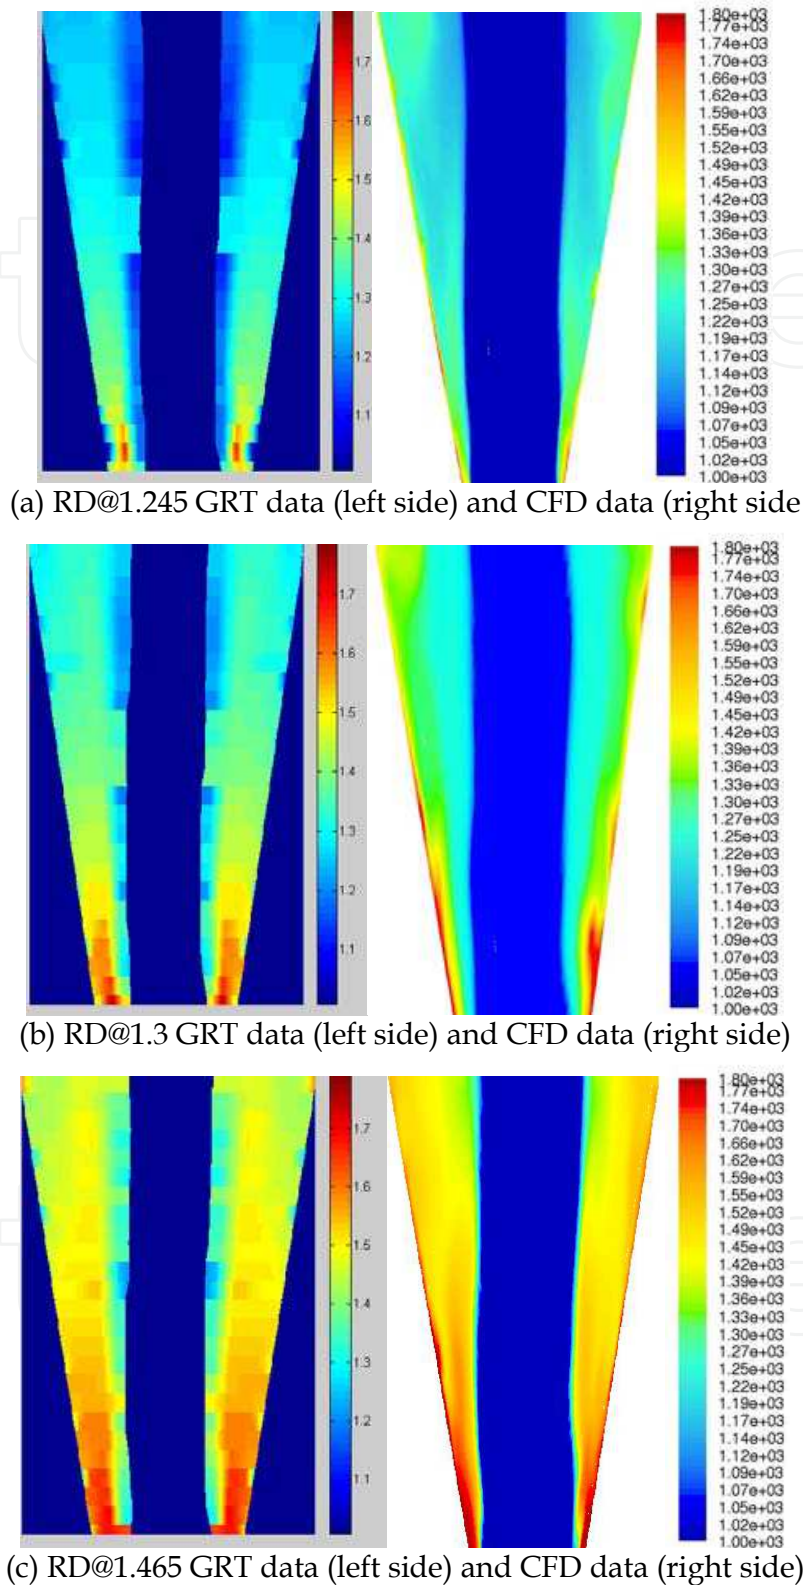 1.7
1.6
1.5
1.4
1.3
1.2
1.1
1.80e+03
1.77e+03
1.74e+03
1.70e+03
1.66e+03
1.62e+03
1.59e+03
1.55e+03
1.52e+03
1.49e+03
1.45e+03
1.42e+03
1.39e+03
1.36e+03
1.33e+03
1.30e+03
1.27e+03
1.25e+03
1.22e+03
1.19e+03
1.17e+03
1.14e+03
1.12e+03
1.09e+03
1.07e+03
1.05e+03
1.02e+03
1.00e+03
(a) RD@1.245 GRT data (left side) and CFD data (right side
1.7
1.6
1.5
1.4
1.3
1.2
1.1
1.80e+03
1.77e+03
1.74e+03
1.70e+03
1.66e+03
1.62e+03
1.59e+03
1.55e+03
1.52e+03
1.49e+03
1.45e+03
1.42e+03
1.39e+03
1.36e+03
1.33e+03
1.30e+03
1.27e+03
1.25e+03
1.22e+03
1.19e+03
1.17e+03
1.14e+03
1.12e+03
1.09e+03
1.07e+03
1.05e+03
1.02e+03
1.00e+03
(b) RD@1.3 GRT data (left side) and CFD data (right side)
1.7
1.6
1.5
1.4
1.3
1.2
1.1
1.80e+03
1.77e+03
1.74e+03
1.70e+03
1.66e+03
1.62e+03
1.59e+03
1.55e+03
1.52e+03
1.49e+03
1.45e+03
1.42e+03
1.39e+03
1.36e+03
1.33e+03
1.30e+03
1.27e+03
1.25e+03
1.22e+03
1.19e+03
1.17e+03
1.14e+03
1.12e+03
1.09e+03
1.07e+03
1.05e+03
1.02e+03
1.00e+03
(c) RD@1.465 GRT data (left side) and CFD data (right side)